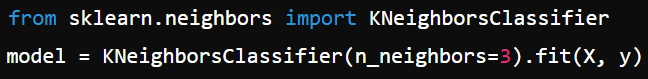 from sklearn.neighbors import KNeighborsClassifier
model = KNeighborsClassifier(n_neighbors=3).fit(X, y)